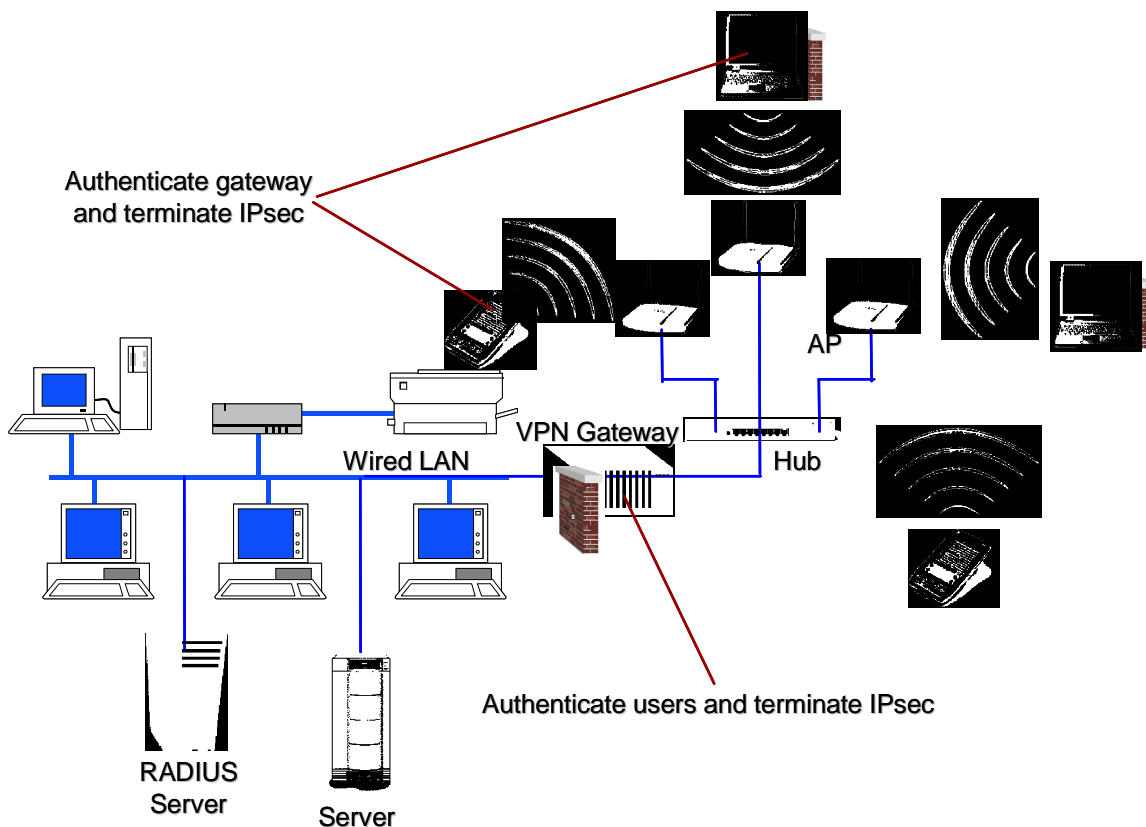 Authenticate gateway
and terminate IPsec
AP
VPN Gateway
Wired LAN
Hub
Authenticate users and terminate IPsec
RADIUS
Server
Server